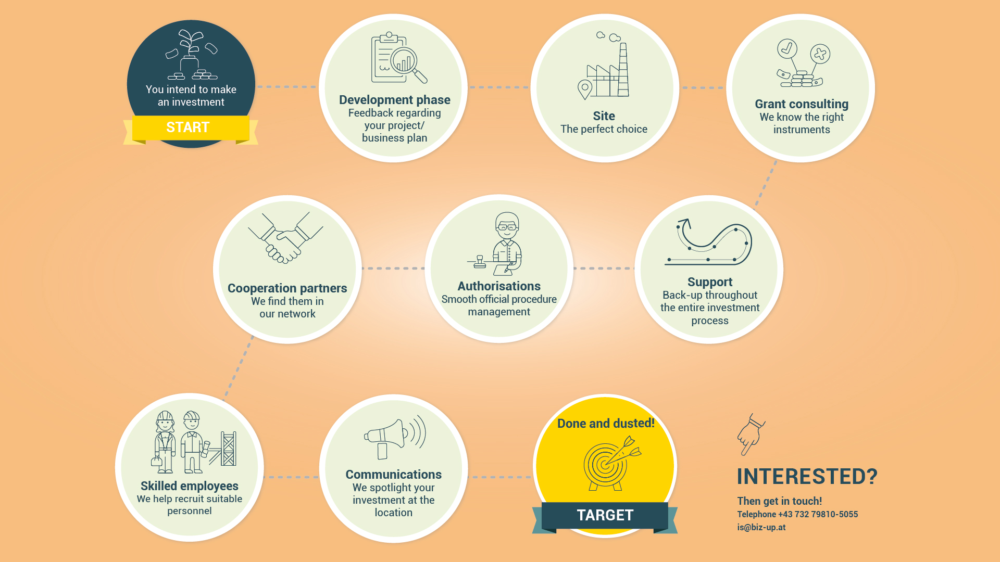 You intend to make
an investment
START
Development phase
Feedback regarding
your project/
business plan
Site
The perfect choice
Grant consulting
We know the right
instruments
Cooperation partners
We find them in
our network
Authorisations
Smooth official procedure
management
Support
Back-up throughout
the entire investment
process
Skilled employees
We help recruit suitable
personnel
Communications
We spotlight your
investment at the
location
Done and dusted!
TARGET
INTERESTED?
Then get in touch!
Telephone +43 732 79810-5055
is@biz-up.at